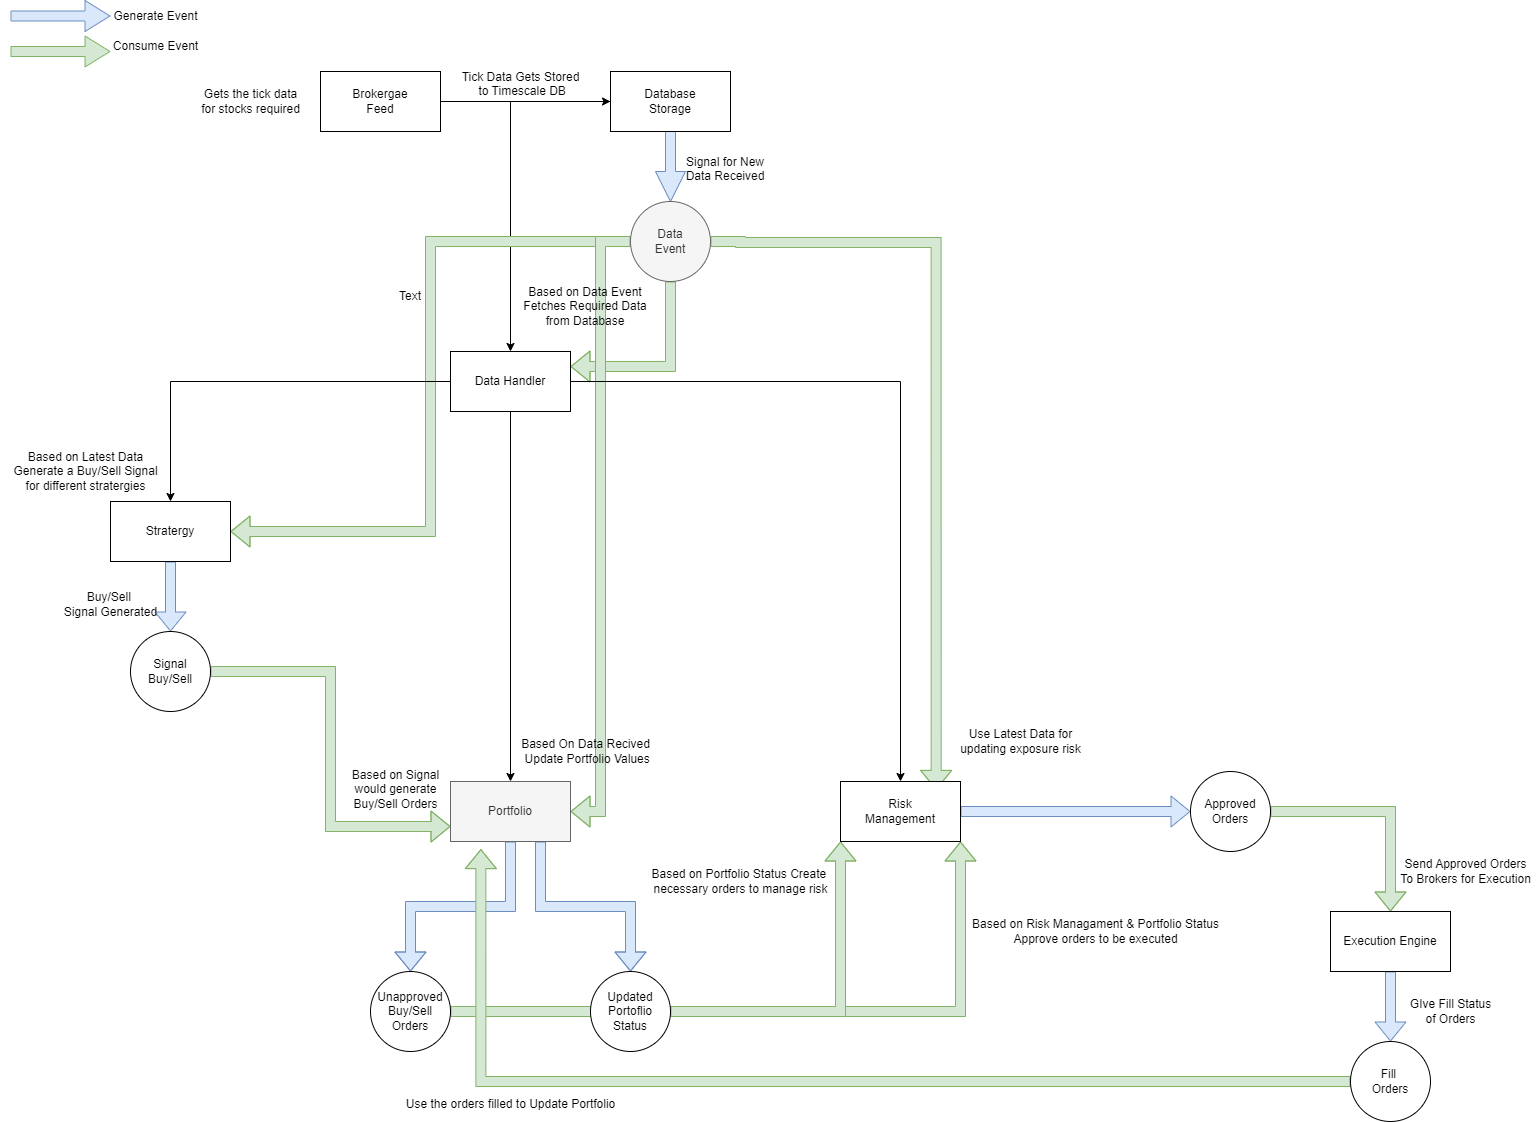 Generate Event
Consume Event
Gets the tick data
for stocks required
Brokergae
Feed
Tick Data Gets Stored
to Timescale DB
Database
Storage
Signal for New
Data Received
Data
Event
Text
Based on Data Event
Fetches Required Data
from Database
Data Handler
Based on Latest Data
Generate a Buy/Sell Signal
for different stratergies
Stratergy
Buy/Sell
Signal Generated
Signal
Buy/Sell
Based On Data Recived
Update Portfolio Values
Use Latest Data for
updating exposure risk
Based on Signal
would generate
Buy/Sell Orders
Portfolio
Risk
Management
Approved
Orders
Based on Portfolio Status Create
necessary orders to manage risk
Send Approved Orders
To Brokers for Execution
Based on Risk Managament & Portfolio Status
Approve orders to be executed
Execution Engine
Unapproved
Buy/Sell
Orders
Updated
Portoflio
Status
GIve Fill Status
of Orders
Fill
Orders
Use the orders filled to Update Portfolio